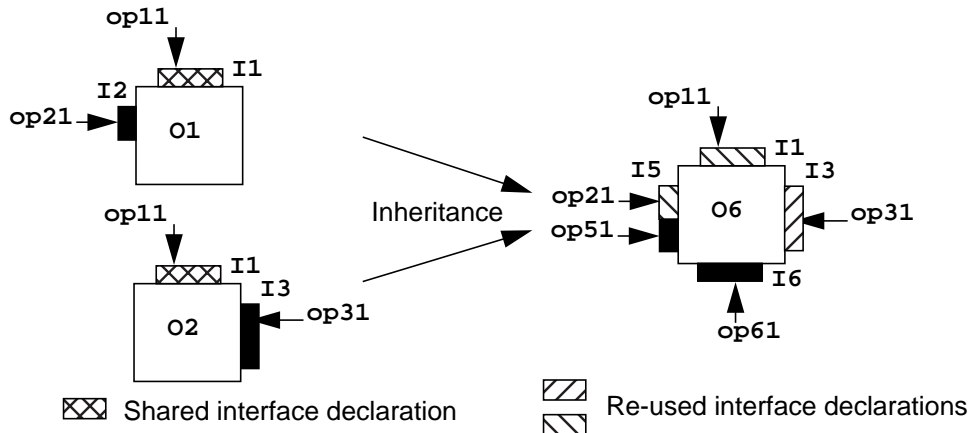 op11
I1
I2
op21
O1
op11
I1
I3
O2
op31
Inheritance
op11
I1
I5
I3
op21
O6
op31
op51
I6
op61
Shared interface declaration
Re-used interface declarations